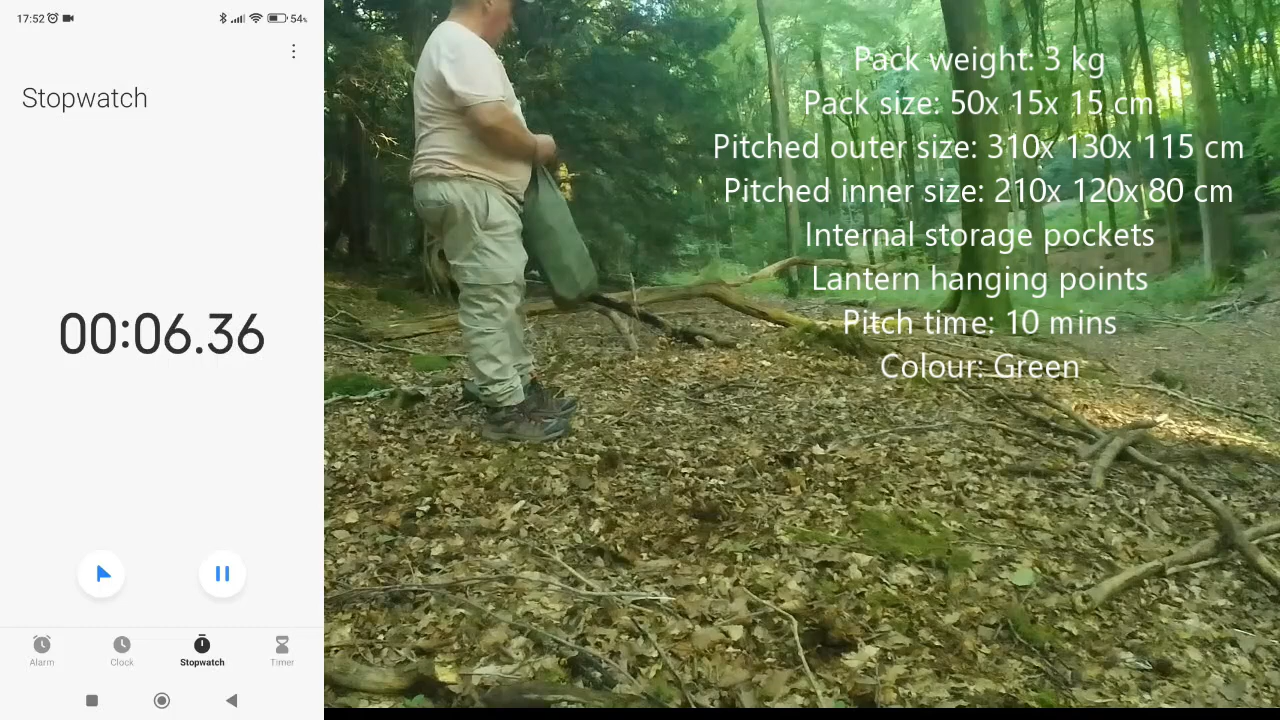 17:52
54%
Stopwatch
00:06.36
Alarm
Clock
Stopwatch
Timer
Pack weight: 3 kg
Pack size: 50x 15x 15 cm
Pitched outer size: 310x 130x 115 cm
Pitched inner size: 210x 120x 80 cm
Internal storage pockets
Lantern hanging points
Pitch time: 10 mins
Colour: Green